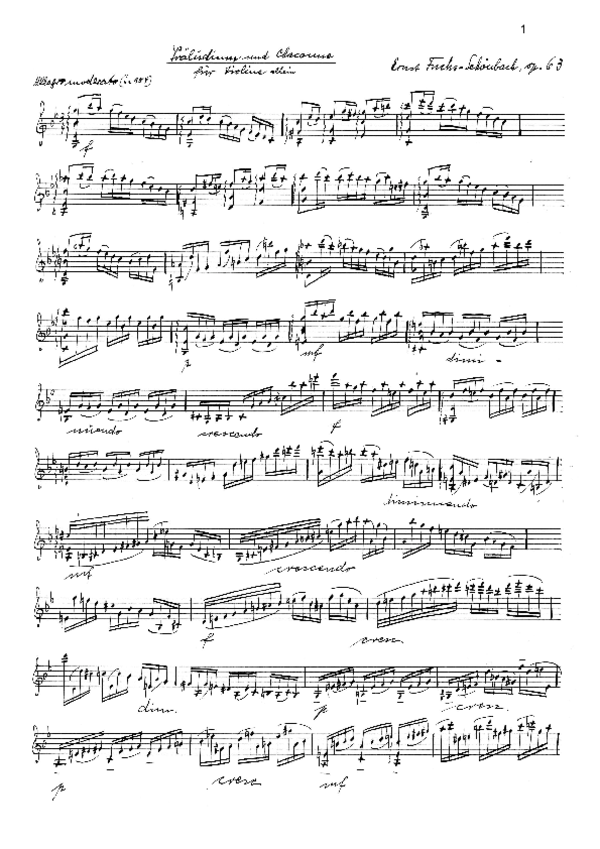 1
Präludium und Chaconne
für Violine allein
Ernst Fuchs-Schönbach, op. 63
Allegro moderato
f
p
mf
dimi-
nuendo
crescendo
f
diminuendo
mf
crescendo
f
cresc
dim.
p
cresc
p
cresc
mf